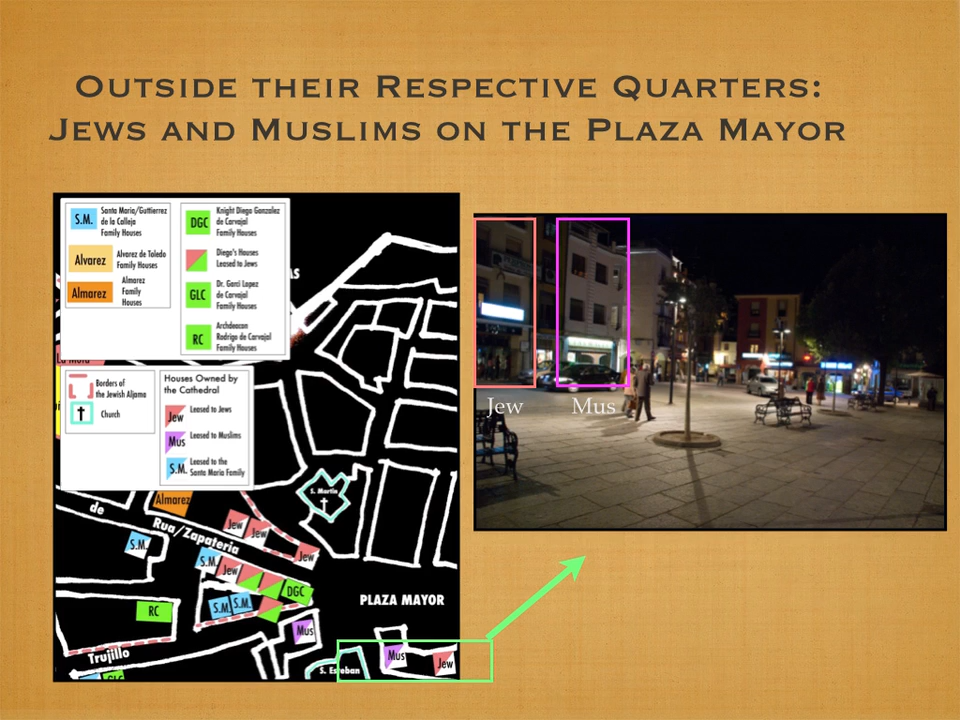 OUTSIDE THEIR RESPECTIVE QUARTERS:
JEWS AND MUSLIMS ON THE PLAZA MAYOR
S.M.
Santa Maria/Guttierrez
de la Calleja
Family Houses
Alvarez
Alvarez de Toledo
Family Houses
Almarez
Almarez
Family
Houses
DGC
Knight Diego Gonzalez
de Carvajal
Family Houses
Diego's Houses
Leased to Jews
GLC
Dr. Garci Lopez
de Carvajal
Family Houses
RC
Archdeacon
Rodrigo de Carvajal
Family Houses
AS
La Mota
Borders of
the Jewish Aljama
Church
Houses Owned by
the Cathedral
Jew
Leased to Jews
Mus
Leased to Muslims
S.M.
Leased to the
Santa Maria Family
Almarez
de
Rua/Zapateria
S. Martin
Jew
Jew
Jew
S.M.
S.M.
Jew
DGC
RC
S.M.
S.M.
PLAZA MAYOR
Mus
Trujillo
S. Esteban
Mus
Jew
GLC
Jew
Mus